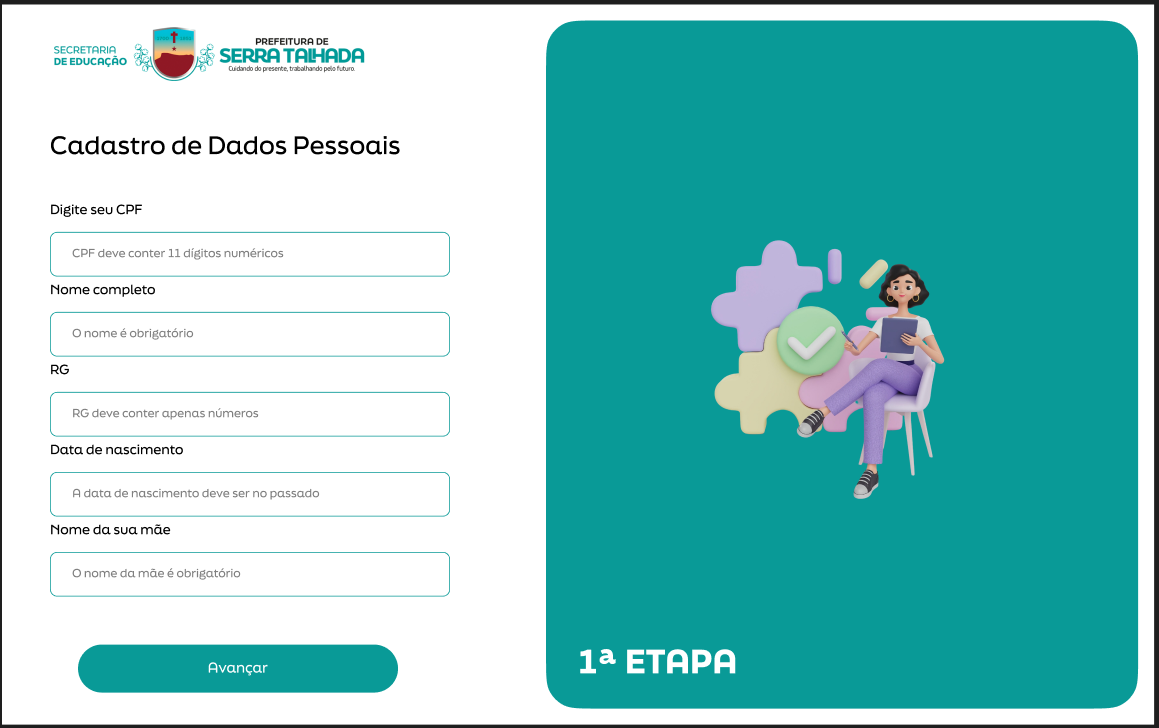 SECRETARIA
DE EDUCAÇÃO
PREFEITURA DE
SERRA TALHADA
Cuidando do presente, trabalhando pelo futuro.
Cadastro de Dados Pessoais
Digite seu CPF
CPF deve conter 11 dígitos numéricos
Nome completo
O nome é obrigatório
RG
RG deve conter apenas números
Data de nascimento
A data de nascimento deve ser no passado
Nome da sua mãe
O nome da mãe é obrigatório
Avançar
1ª ETAPA